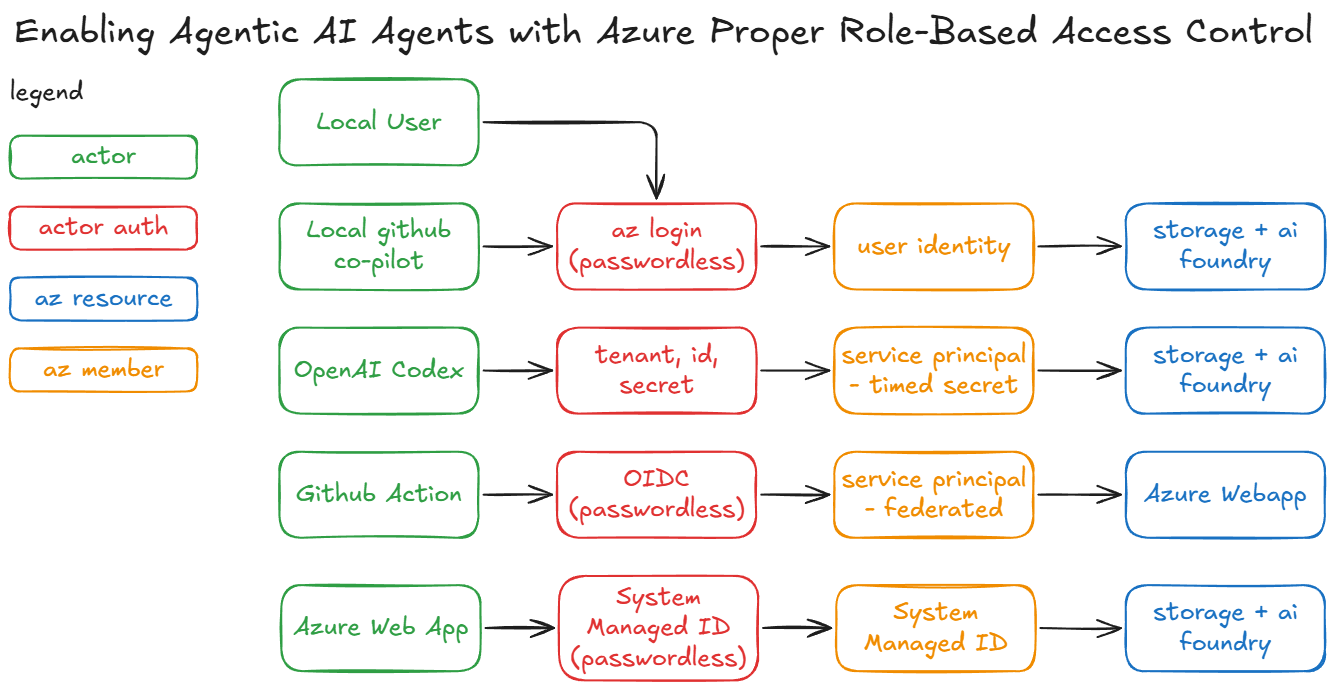 Enabling Agentic AI Agents with Azure Proper Role-Based Access Control
legend
actor
actor auth
az resource
az member
Local User
Local github
co-pilot
az login
(passwordless)
user identity
storage + ai
foundry
OpenAI Codex
tenant, id,
secret
service principal
- timed secret
storage + ai
foundry
Github Action
OIDC
(passwordless)
service principal
- federated
Azure Webapp
Azure Web App
System
Managed ID
(passwordless)
System
Managed ID
storage + ai
foundry